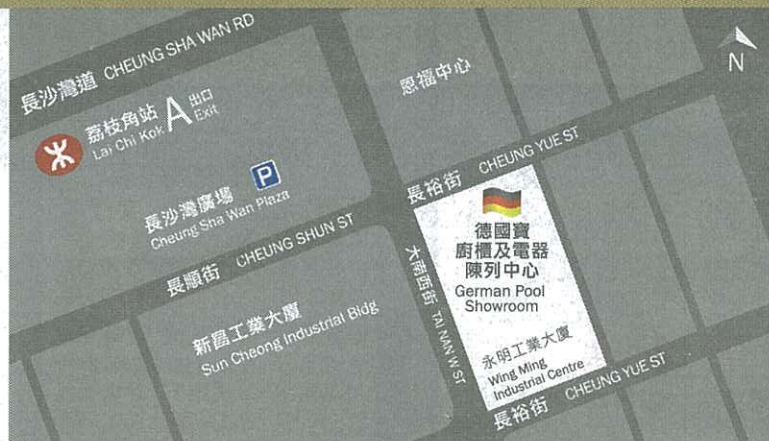 長沙灣道 CHEUNG SHA WAN RD
荔枝角站 A 出口
Lai Chi Kok Exit
P
長沙灣廣場
Cheung Sha Wan Plaza
長順街 CHEUNG SHUN ST
新昌工業大廈
Sun Cheong Industrial Bldg
恩福中心
N
長裕街 CHEUNG YUE ST
大南西街 TAI NAN W ST
德國寶
廚櫃及電器
陳列中心
German Pool
Showroom
永明工業大廈
Wing Ming
Industrial Centre
長裕街 CHEUNG YUE ST